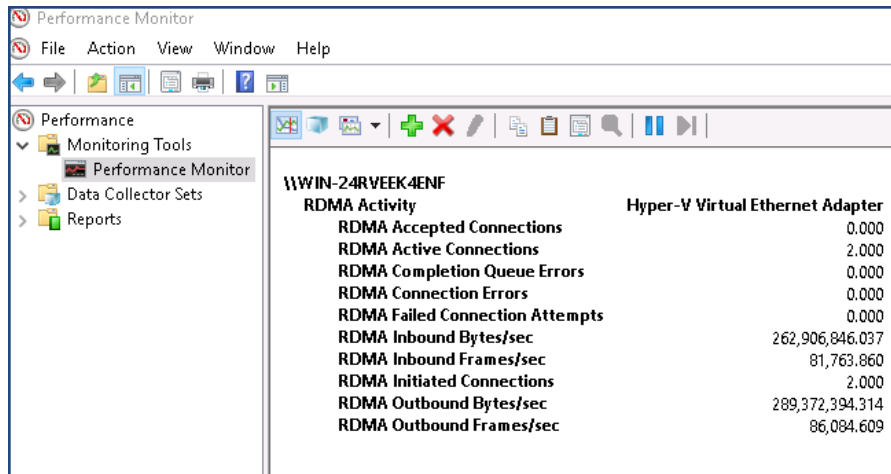 Performance Monitor
File Action View Window Help
Performance
Monitoring Tools
Performance Monitor
Data Collector Sets
Reports
\\WIN-24RVEEK4ENF
RDMA Activity Hyper-V Virtual Ethernet Adapter
RDMA Accepted Connections 0.000
RDMA Active Connections 2.000
RDMA Completion Queue Errors 0.000
RDMA Connection Errors 0.000
RDMA Failed Connection Attempts 0.000
RDMA Inbound Bytes/sec 262,906,846.037
RDMA Inbound Frames/sec 81,763.860
RDMA Initiated Connections 2.000
RDMA Outbound Bytes/sec 289,372,394.314
RDMA Outbound Frames/sec 86,084.609